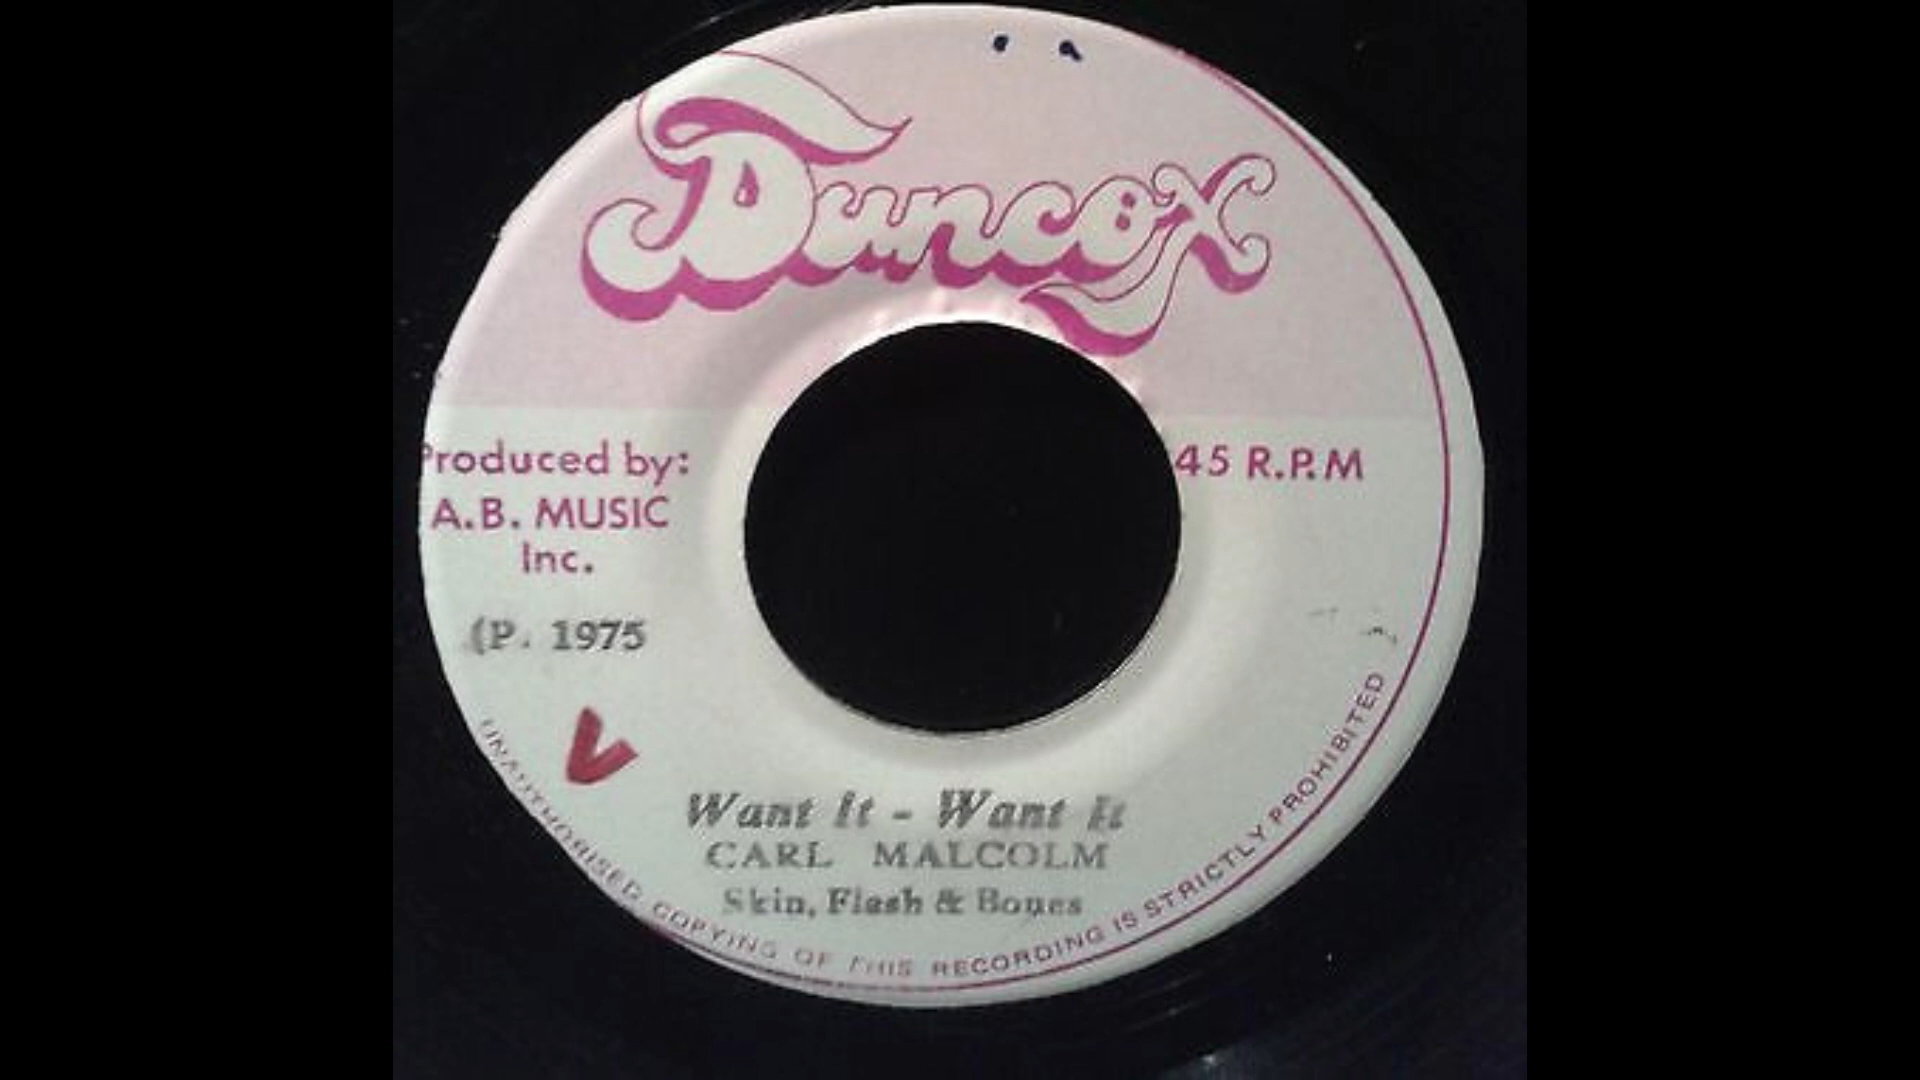 Duncox
Produced by:
A.B. MUSIC
Inc.
45 R.P.M
(P. 1975
Want It - Want It
CARL MALCOLM
Skin, Flesh & Bones
UNAUTHORISED COPYING OF THIS RECORDING IS STRICTLY PROHIBITED